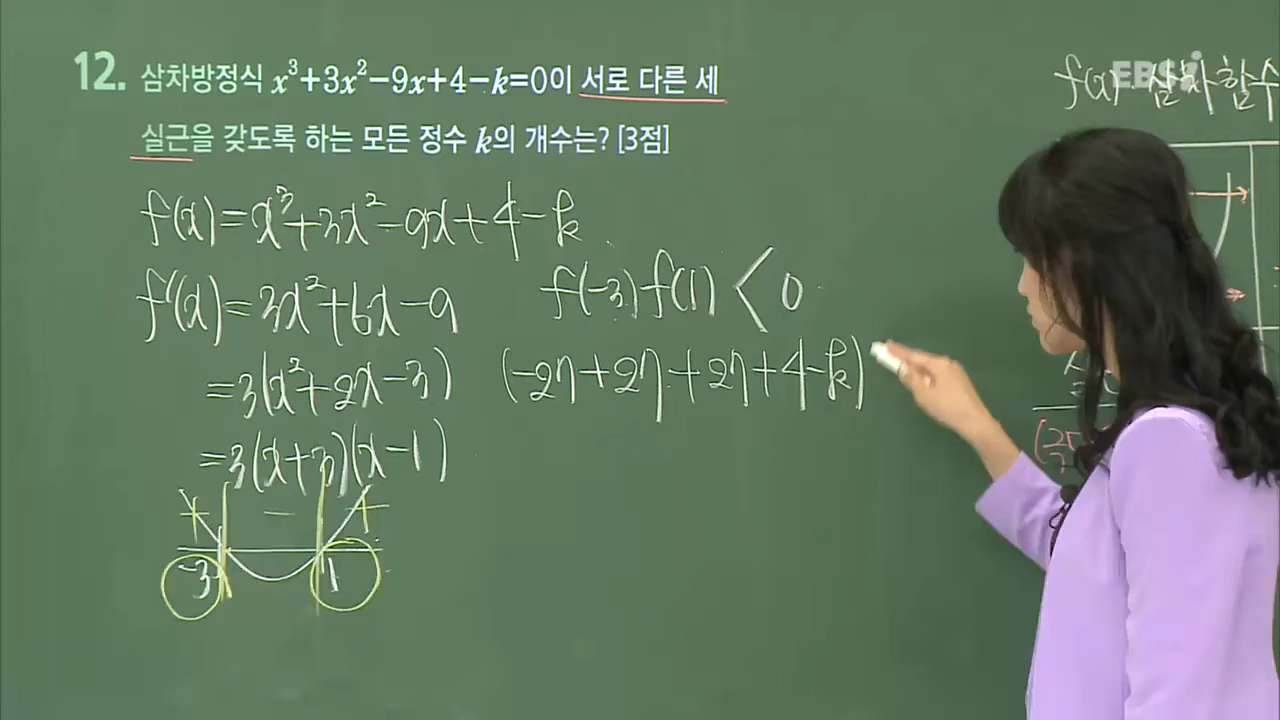 12. 삼차방정식 x³+3x²-9x+4-k=0이 서로 다른 세
실근을 갖도록 하는 모든 정수 k의 개수는? [3점]
f(x)=x³+3x²-9x+4-k
f'(x)=3x²+6x-9
=3(x²+2x-3)
=3(x+3)(x-1)
+ - +
-3 1
f(-3)f(1)<0
(-27+27+27+4-k)
f(x) 삼차함수
EBSi